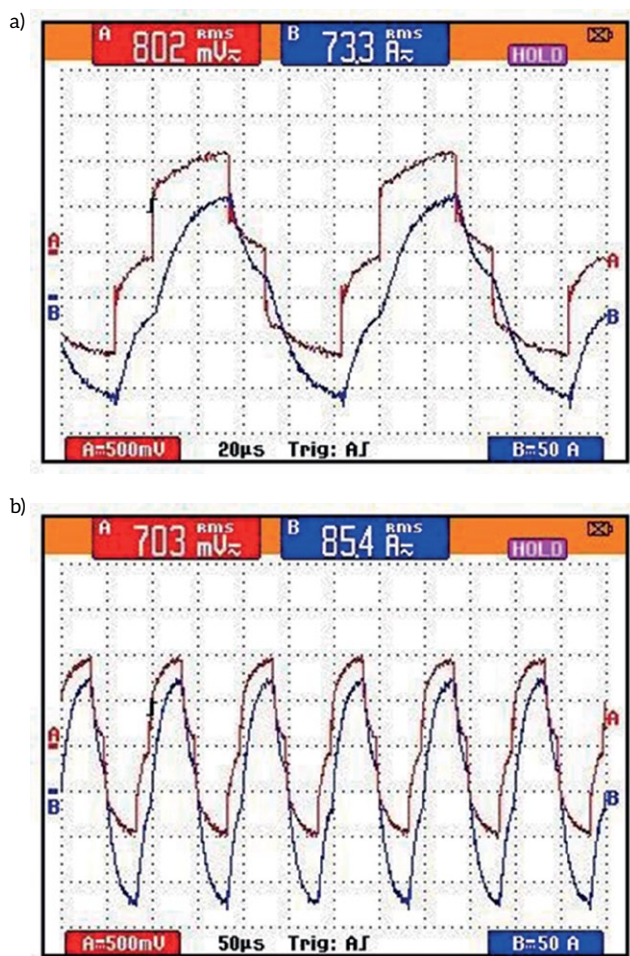 a)
A 802 rms mV≂ B 73.3 rms A≂ HOLD
A
A
B
B
A=500mV 20µs Trig: A B=50 A
b)
A 703 rms mV≂ B 85.4 rms A≂ HOLD
A
A
B
B
A=500mV 50µs Trig: A B=50 A